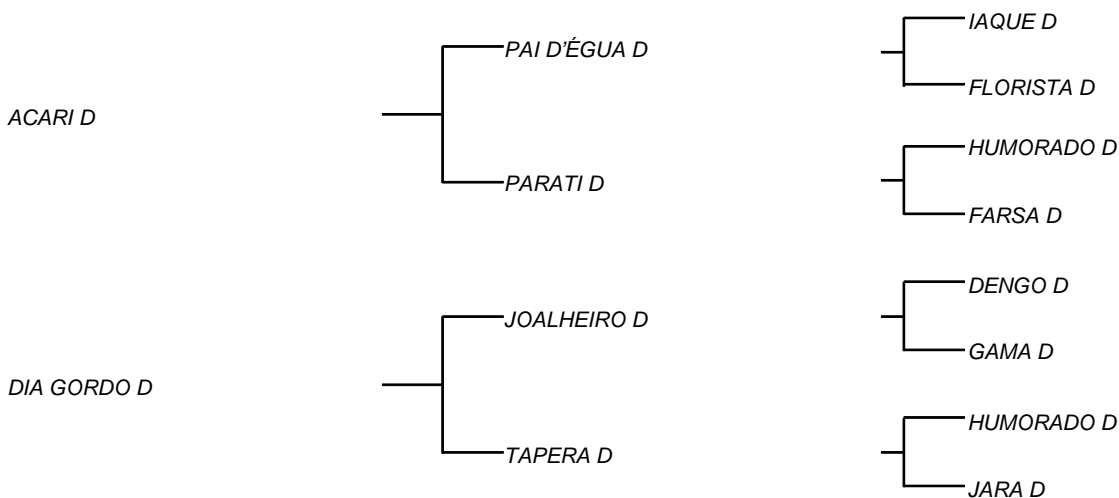 ACARI D
PAI D'ÉGUA D
PARATI D
IAQUE D
FLORISTA D
HUMORADO D
FARSA D
DIA GORDO D
JOALHEIRO D
TAPERA D
DENGO D
GAMA D
HUMORADO D
JARA D